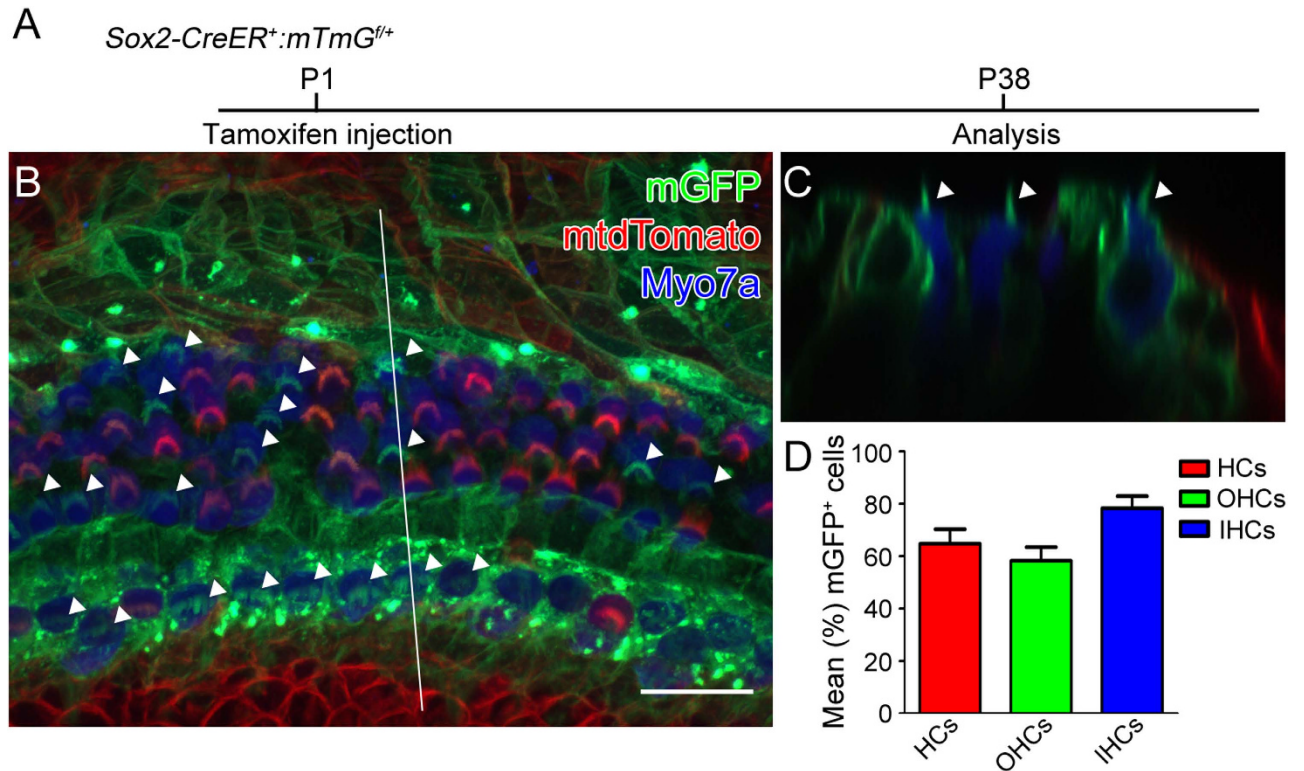 A
Sox2-CreER⁺:mTmGᶠ/⁺
P1
P38
Tamoxifen injection
Analysis
B
mGFP
mtdTomato
Myo7a
C
D
Mean (%) mGFP⁺ cells
100
80
60
40
20
0
HCs
OHCs
IHCs
HCs
OHCs
IHCs